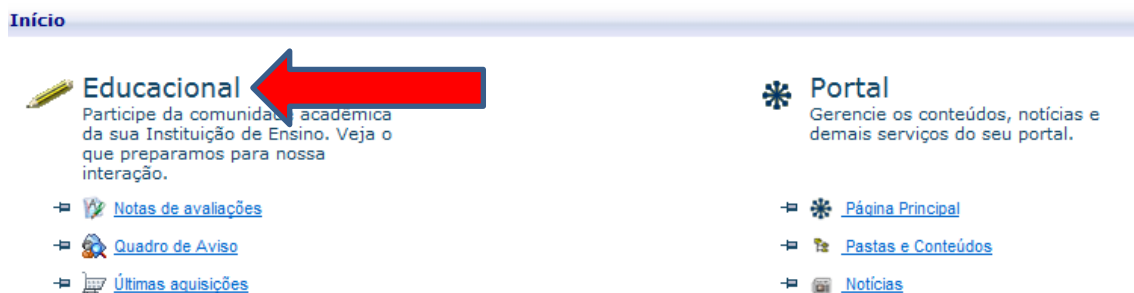 Início
Educacional
Participe da comunidade acadêmica
da sua Instituição de Ensino. Veja o
que preparamos para nossa
interação.
Notas de avaliações
Quadro de Aviso
Últimas aquisições
Portal
Gerencie os conteúdos, notícias e
demais serviços do seu portal.
Página Principal
Pastas e Conteúdos
Notícias